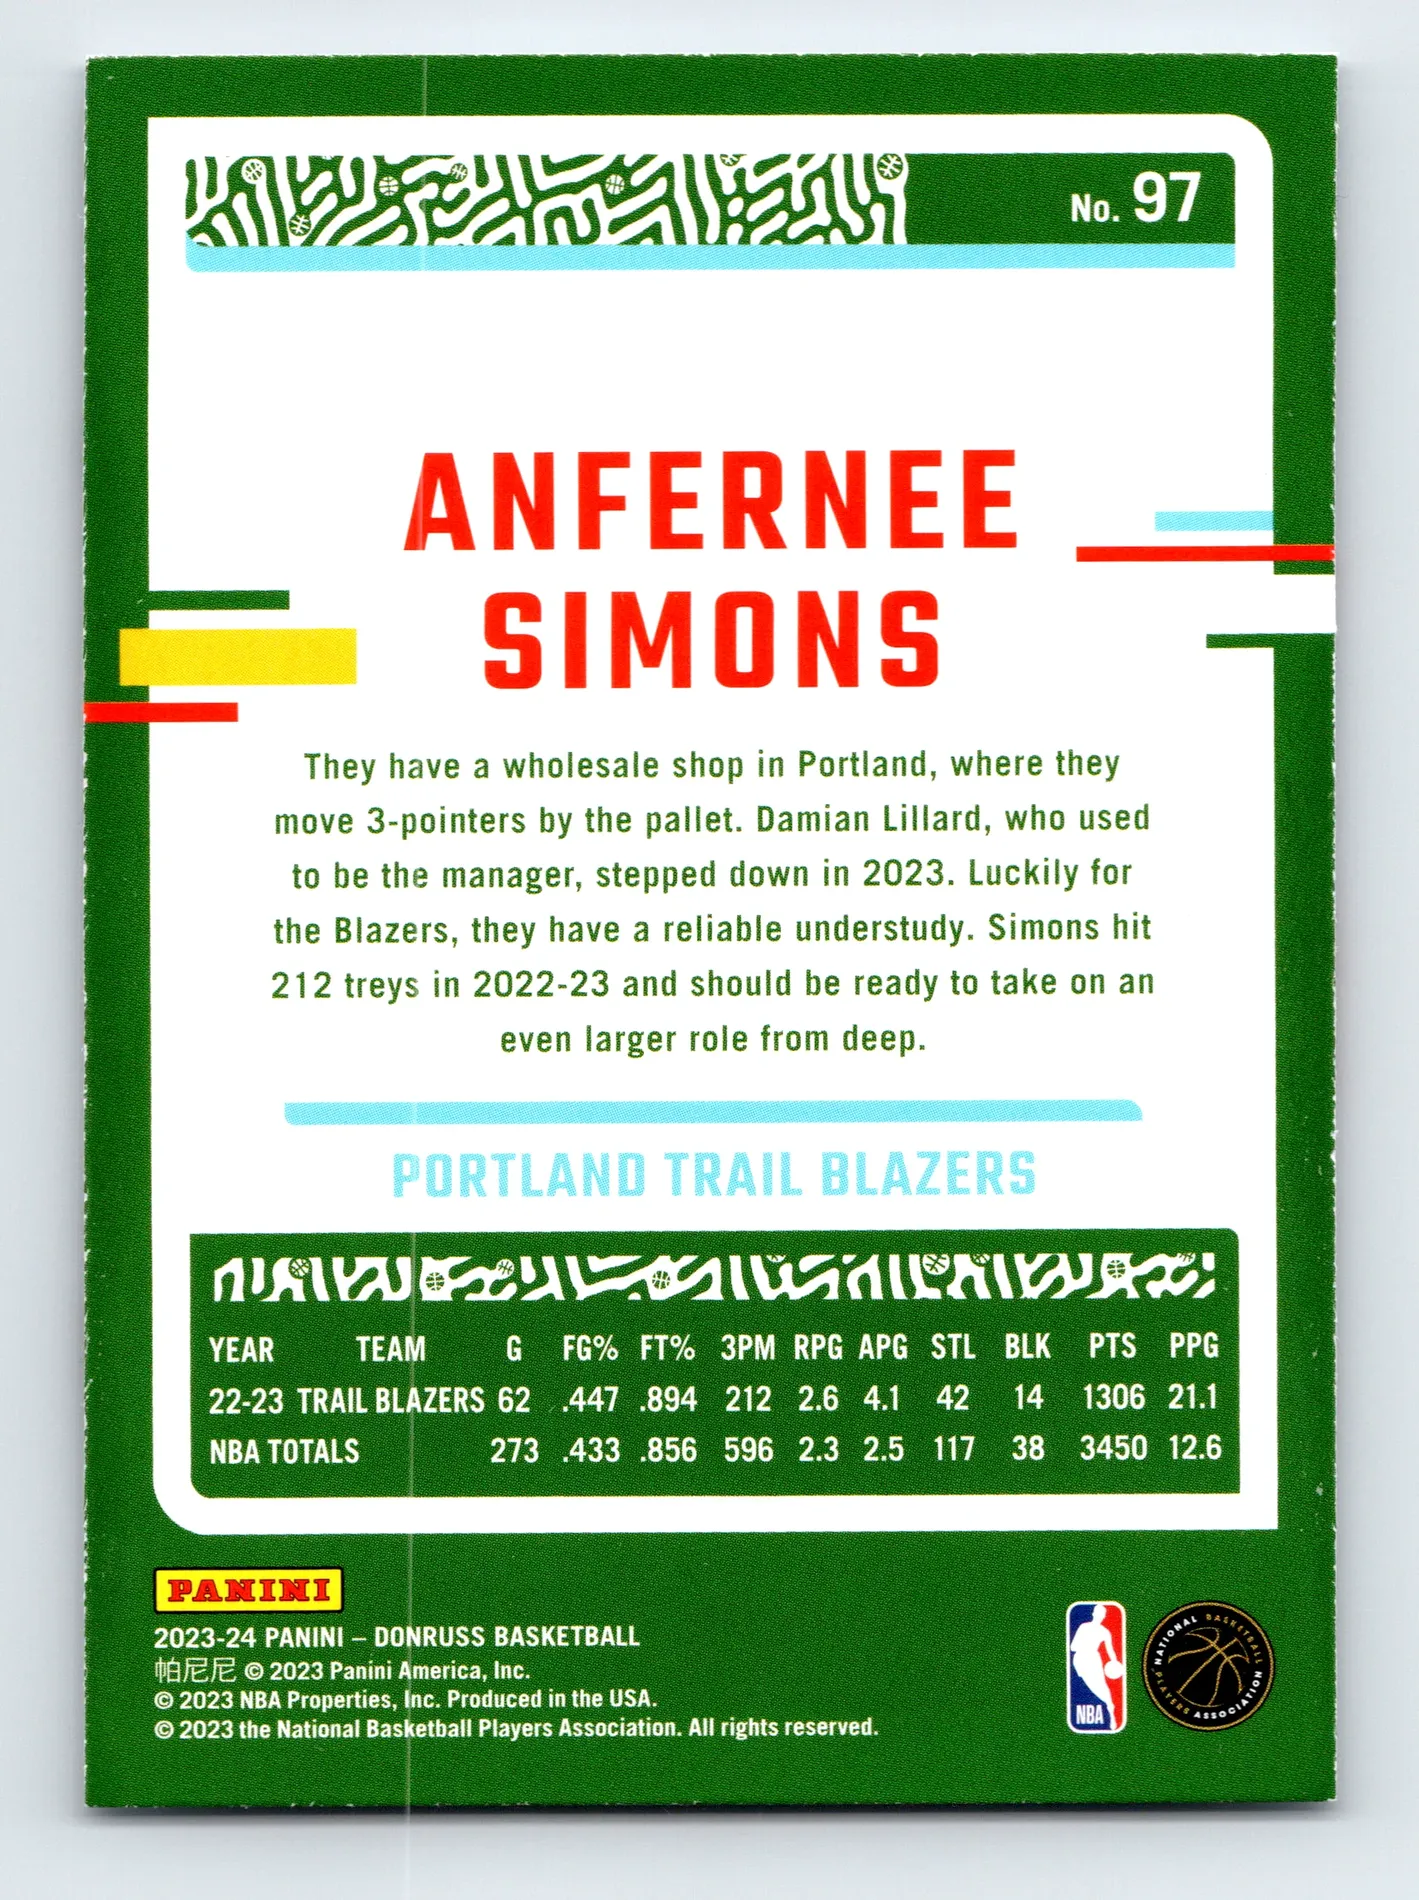 No. 97
ANFERNEE
SIMONS
They have a wholesale shop in Portland, where they
move 3-pointers by the pallet. Damian Lillard, who used
to be the manager, stepped down in 2023. Luckily for
the Blazers, they have a reliable understudy. Simons hit
212 treys in 2022-23 and should be ready to take on an
even larger role from deep.
PORTLAND TRAIL BLAZERS
YEAR TEAM G FG% FT% 3PM RPG APG STL BLK PTS PPG
22-23 TRAIL BLAZERS 62 .447 .894 212 2.6 4.1 42 14 1306 21.1
NBA TOTALS 273 .433 .856 596 2.3 2.5 117 38 3450 12.6
PANINI
2023-24 PANINI – DONRUSS BASKETBALL
帕尼尼 © 2023 Panini America, Inc.
© 2023 NBA Properties, Inc. Produced in the USA.
© 2023 the National Basketball Players Association. All rights reserved.
NBA
NATIONAL BASKETBALL PLAYERS ASSOCIATION